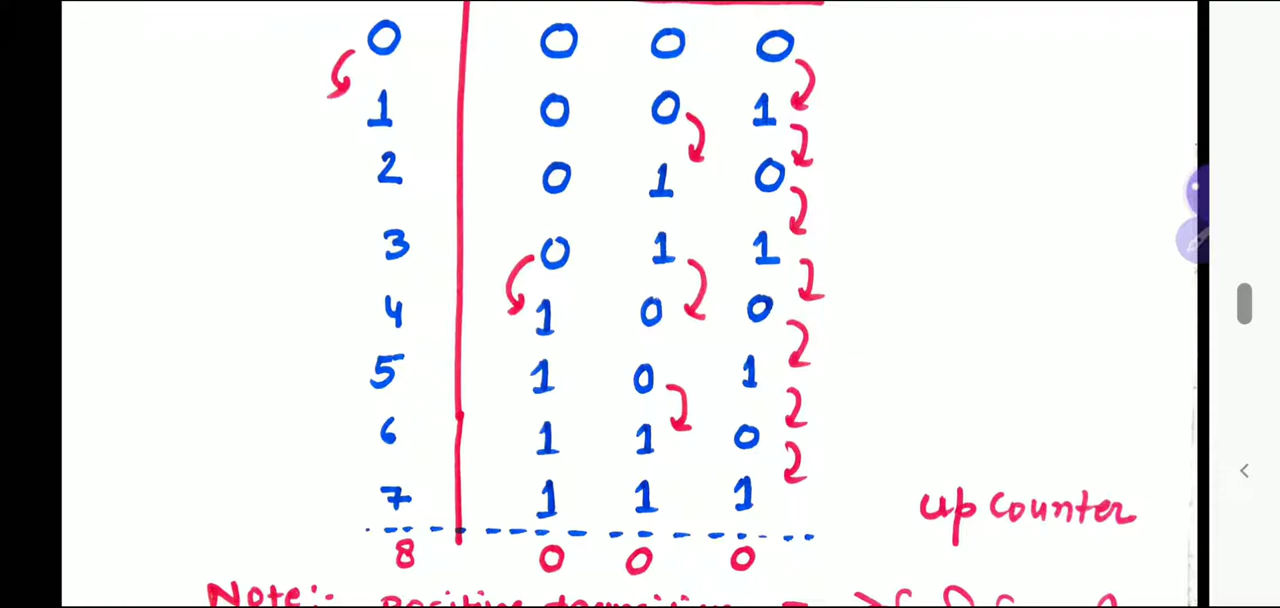 0 0 0 0
1 0 0 1
2 0 1 0
3 0 1 1
4 1 0 0
5 1 0 1
6 1 1 0
7 1 1 1
up counter
8 0 0 0
Note:- positive